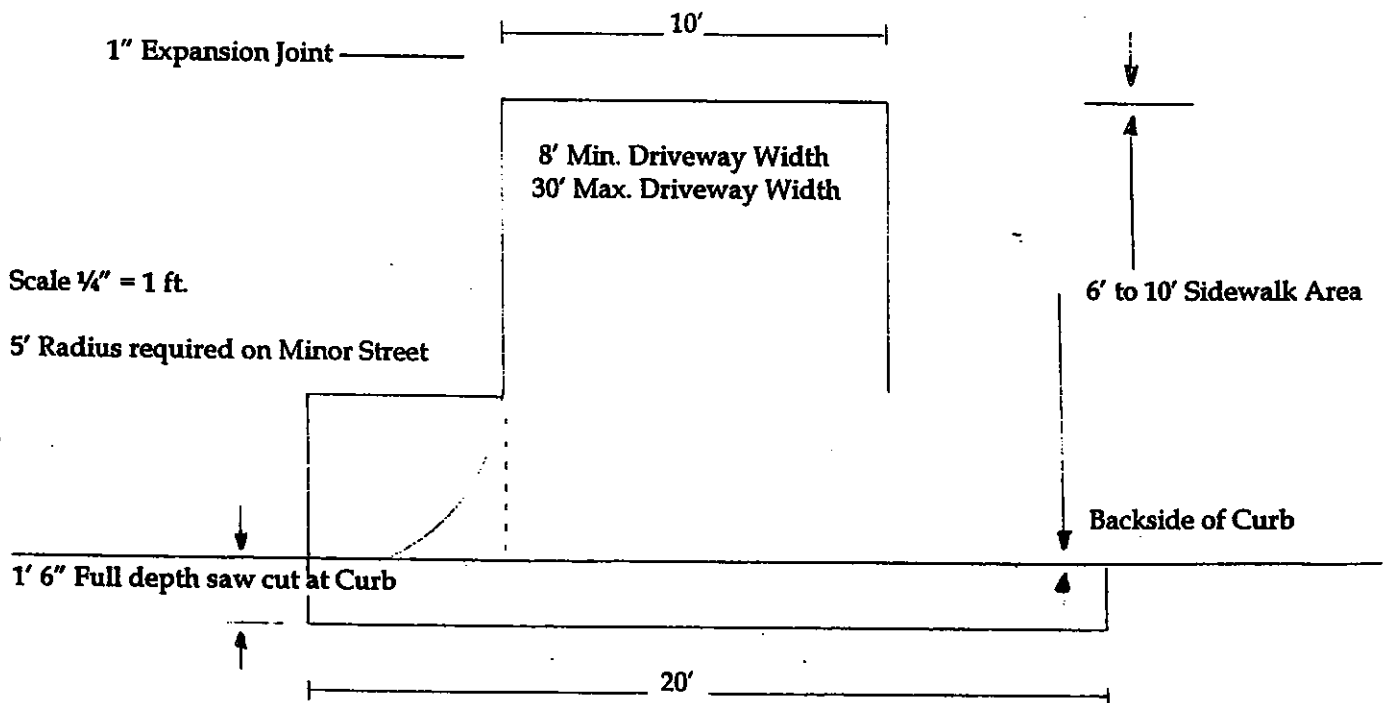 10′
1″ Expansion Joint
8′ Min. Driveway Width
30′ Max. Driveway Width
Scale ¼″ = 1 ft.
6′ to 10′ Sidewalk Area
5′ Radius required on Minor Street
Backside of Curb
1′ 6″ Full depth saw cut at Curb
20′